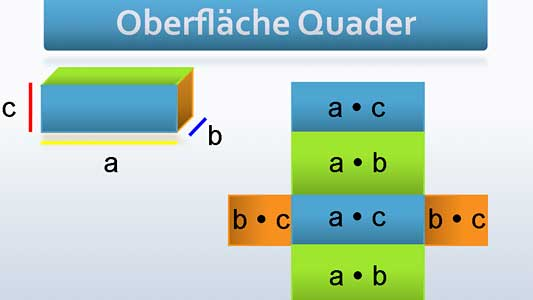 Oberfläche Quader
c
b
a
a • c
a • b
b • c a • c b • c
a • b